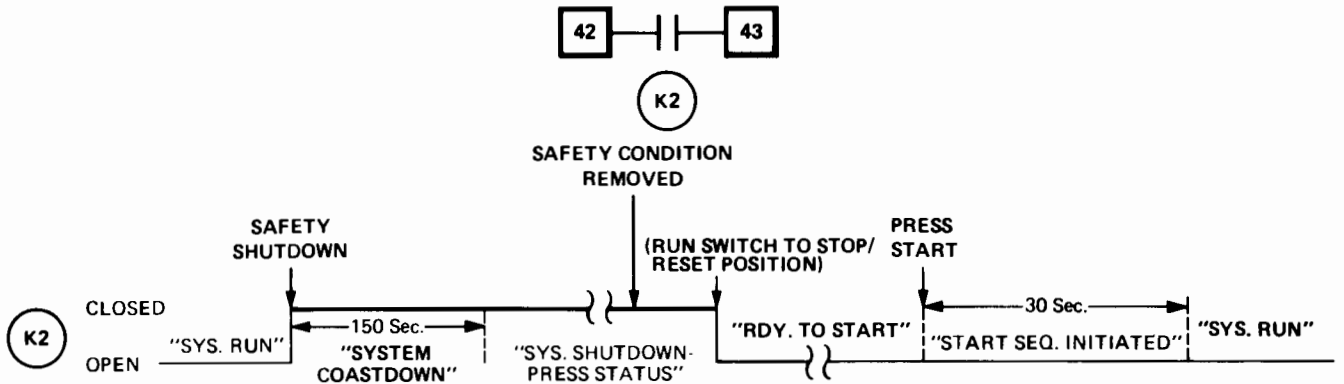 42
43
K2
SAFETY CONDITION
REMOVED
SAFETY
SHUTDOWN
(RUN SWITCH TO STOP/
RESET POSITION)
PRESS
START
K2
CLOSED
OPEN
"SYS. RUN"
150 Sec.
"SYSTEM
COASTDOWN"
"SYS. SHUTDOWN-
PRESS STATUS"
"RDY. TO START"
30 Sec.
"START SEQ. INITIATED"
"SYS. RUN"